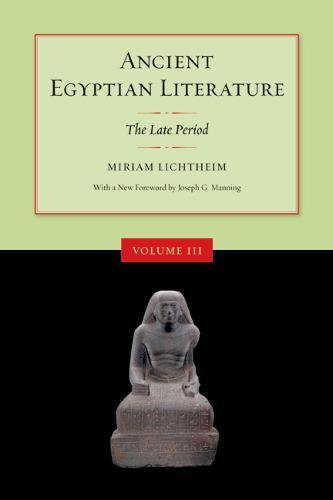 ANCIENT
EGYPTIAN LITERATURE
The Late Period
MIRIAM LICHTHEIM
With a New Foreword by Joseph G. Manning
VOLUME III